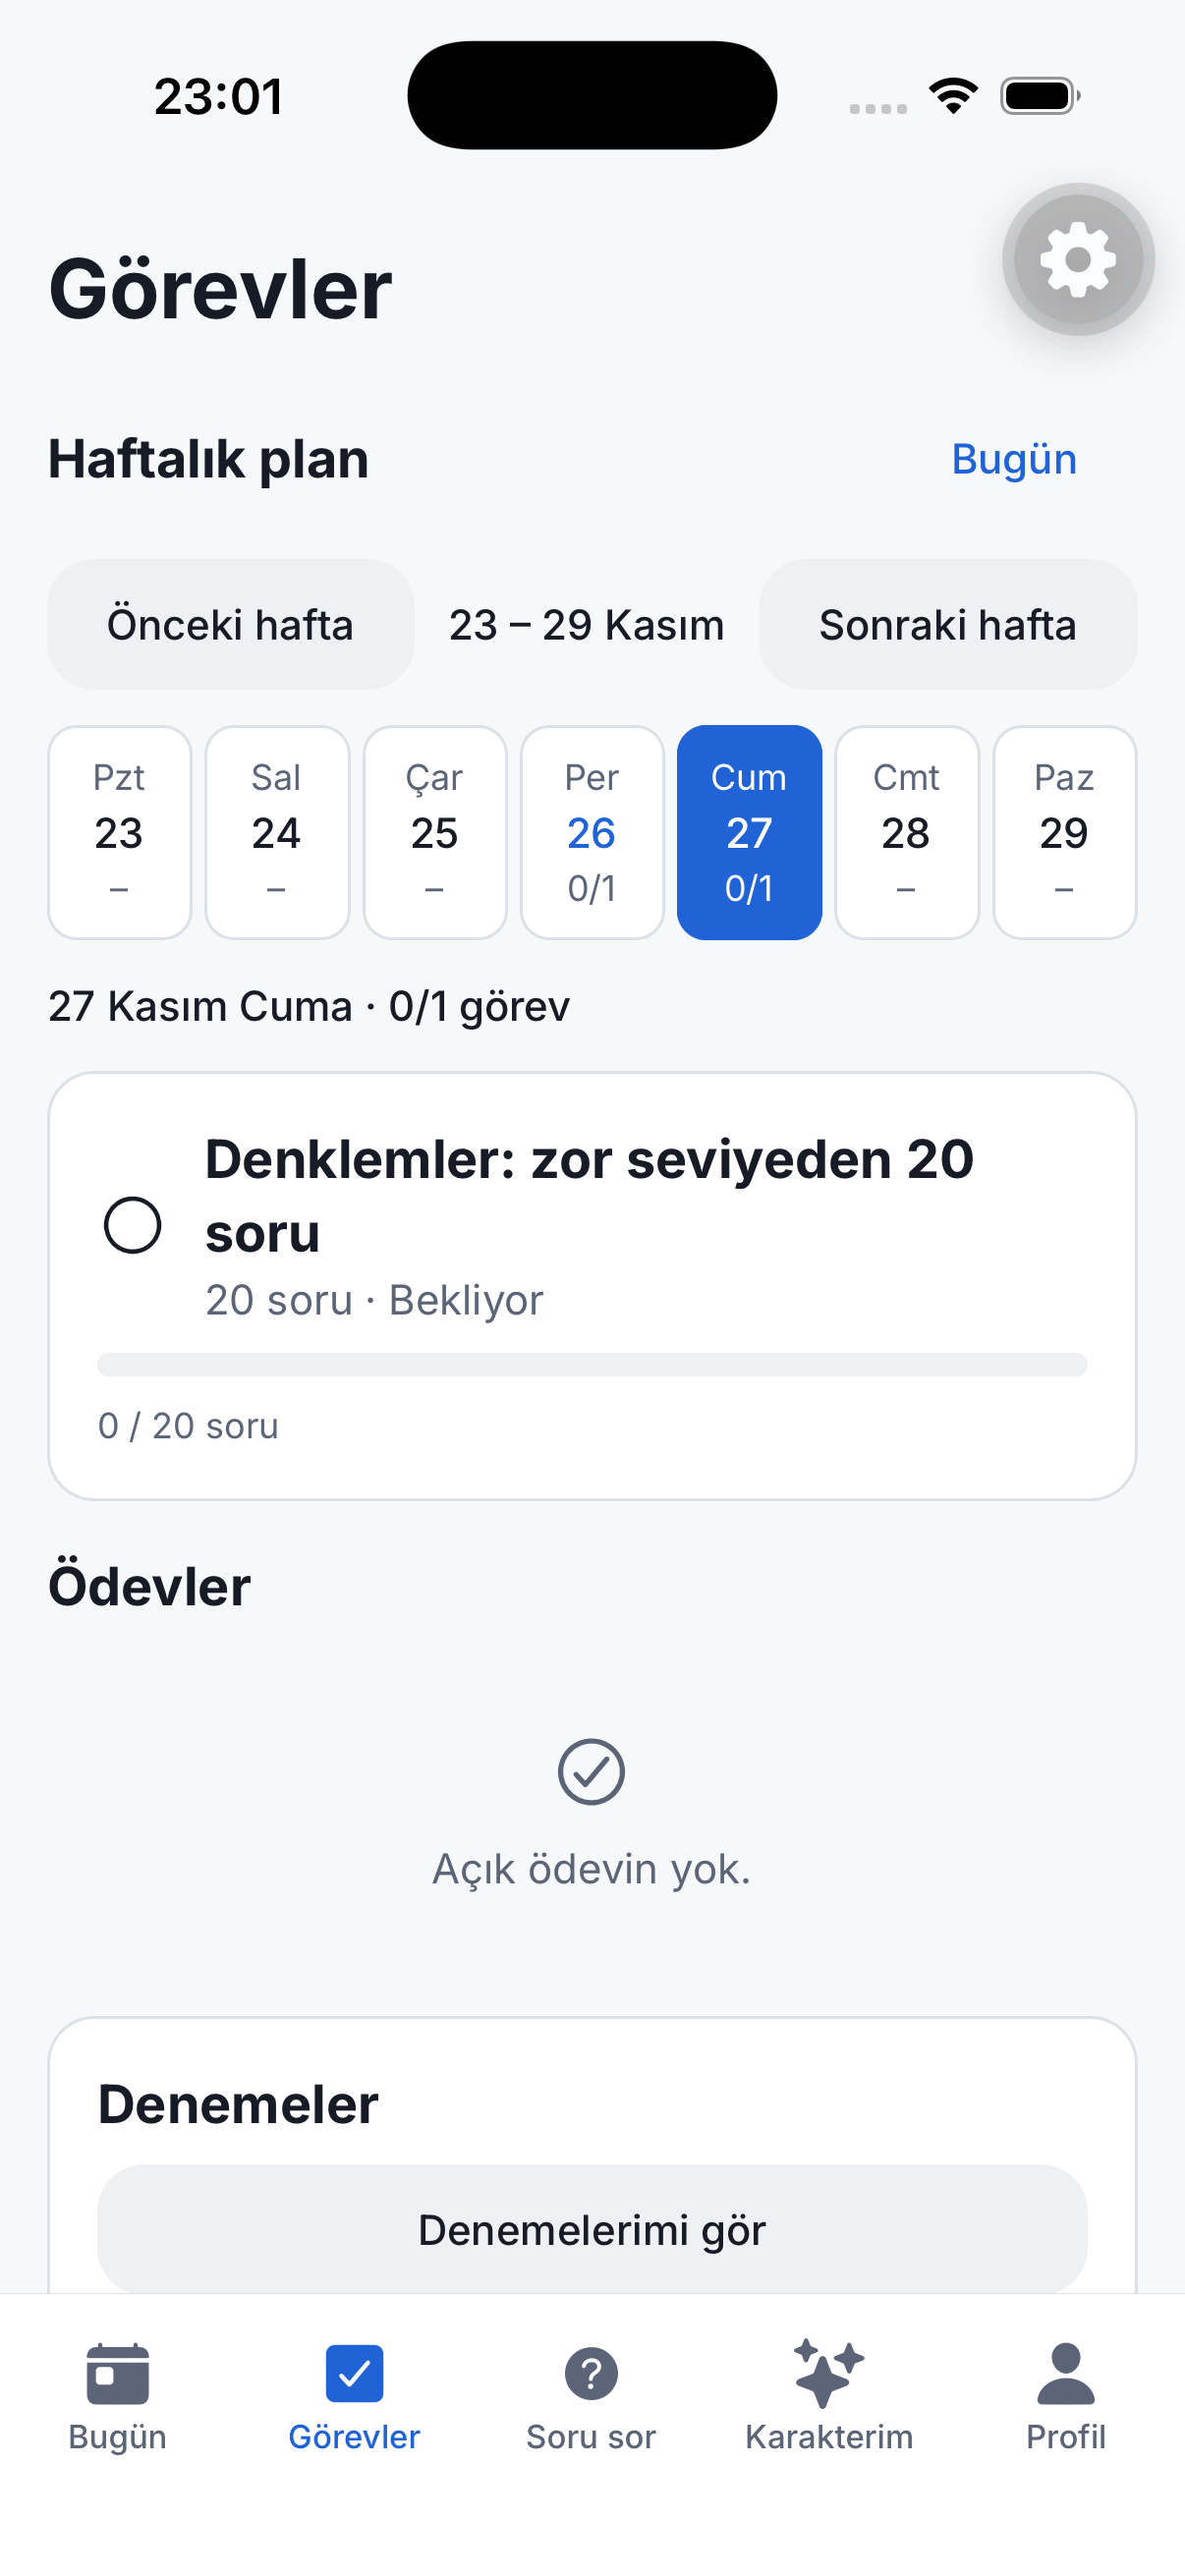 23:01
Görevler
Haftalık plan
Bugün
Önceki hafta
23 – 29 Kasım
Sonraki hafta
Pzt
23
–
Sal
24
–
Çar
25
–
Per
26
0/1
Cum
27
0/1
Cmt
28
–
Paz
29
–
27 Kasım Cuma · 0/1 görev
Denklemler: zor seviyeden 20
soru
20 soru · Bekliyor
0 / 20 soru
Ödevler
Açık ödevin yok.
Denemeler
Denemelerimi gör
Bugün
Görevler
Soru sor
Karakterim
Profil